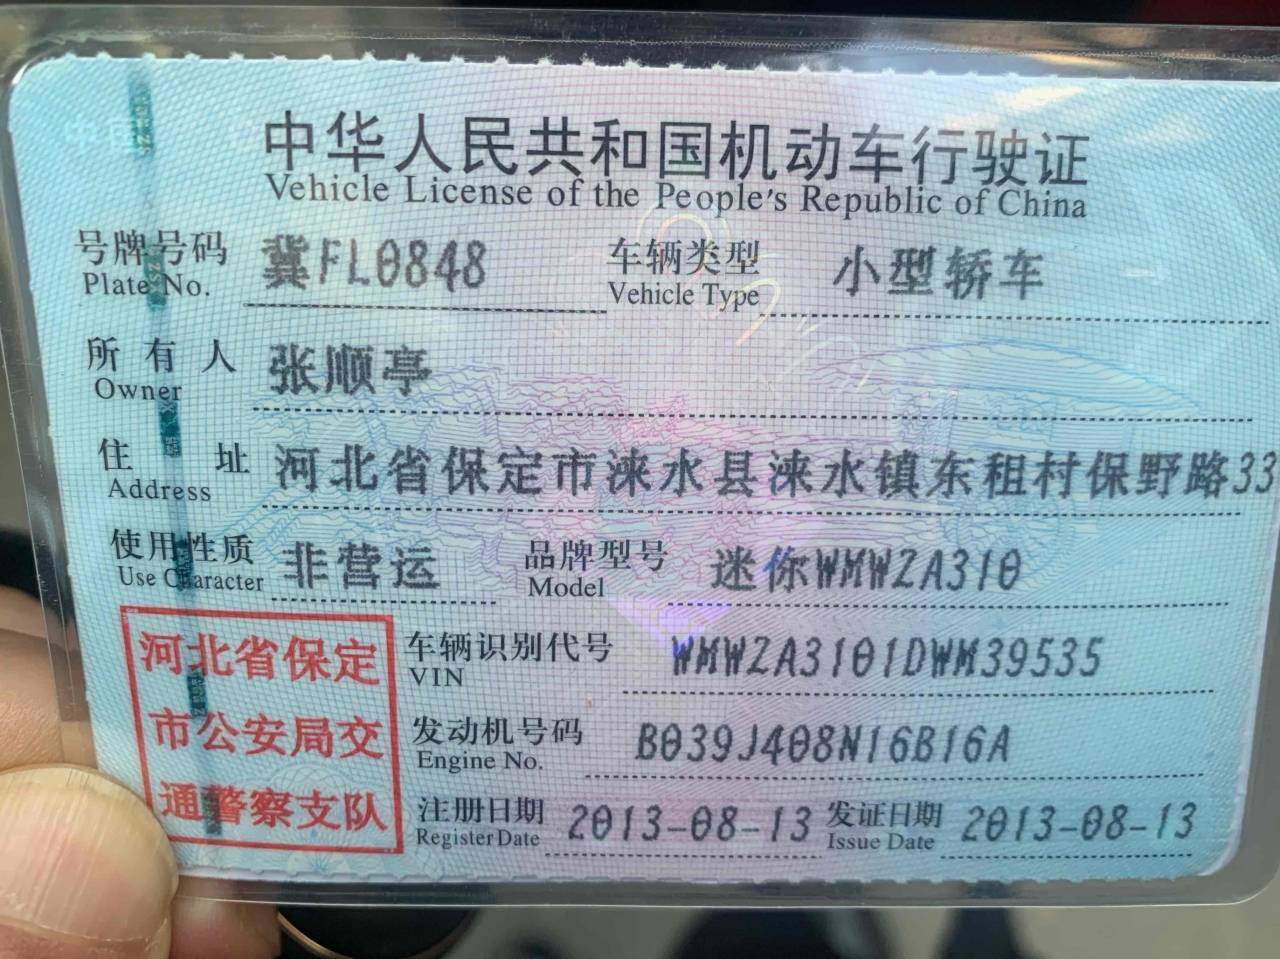 中华人民共和国机动车行驶证
Vehicle License of the People's Republic of China
号牌号码 冀FL0848 车辆类型 小型轿车
Plate No. Vehicle Type
所有人 张顺亭
Owner
住址 河北省保定市涞水县涞水镇东租村保野路33
Address
使用性质 非营运 品牌型号 迷你WMWZA310
Use Character Model
河北省保定
市公安局交
通警察支队
车辆识别代号 WMWZA3101DWM39535
VIN
发动机号码 B039J408N16B16A
Engine No.
注册日期 2013-08-13 发证日期 2013-08-13
Register Date Issue Date